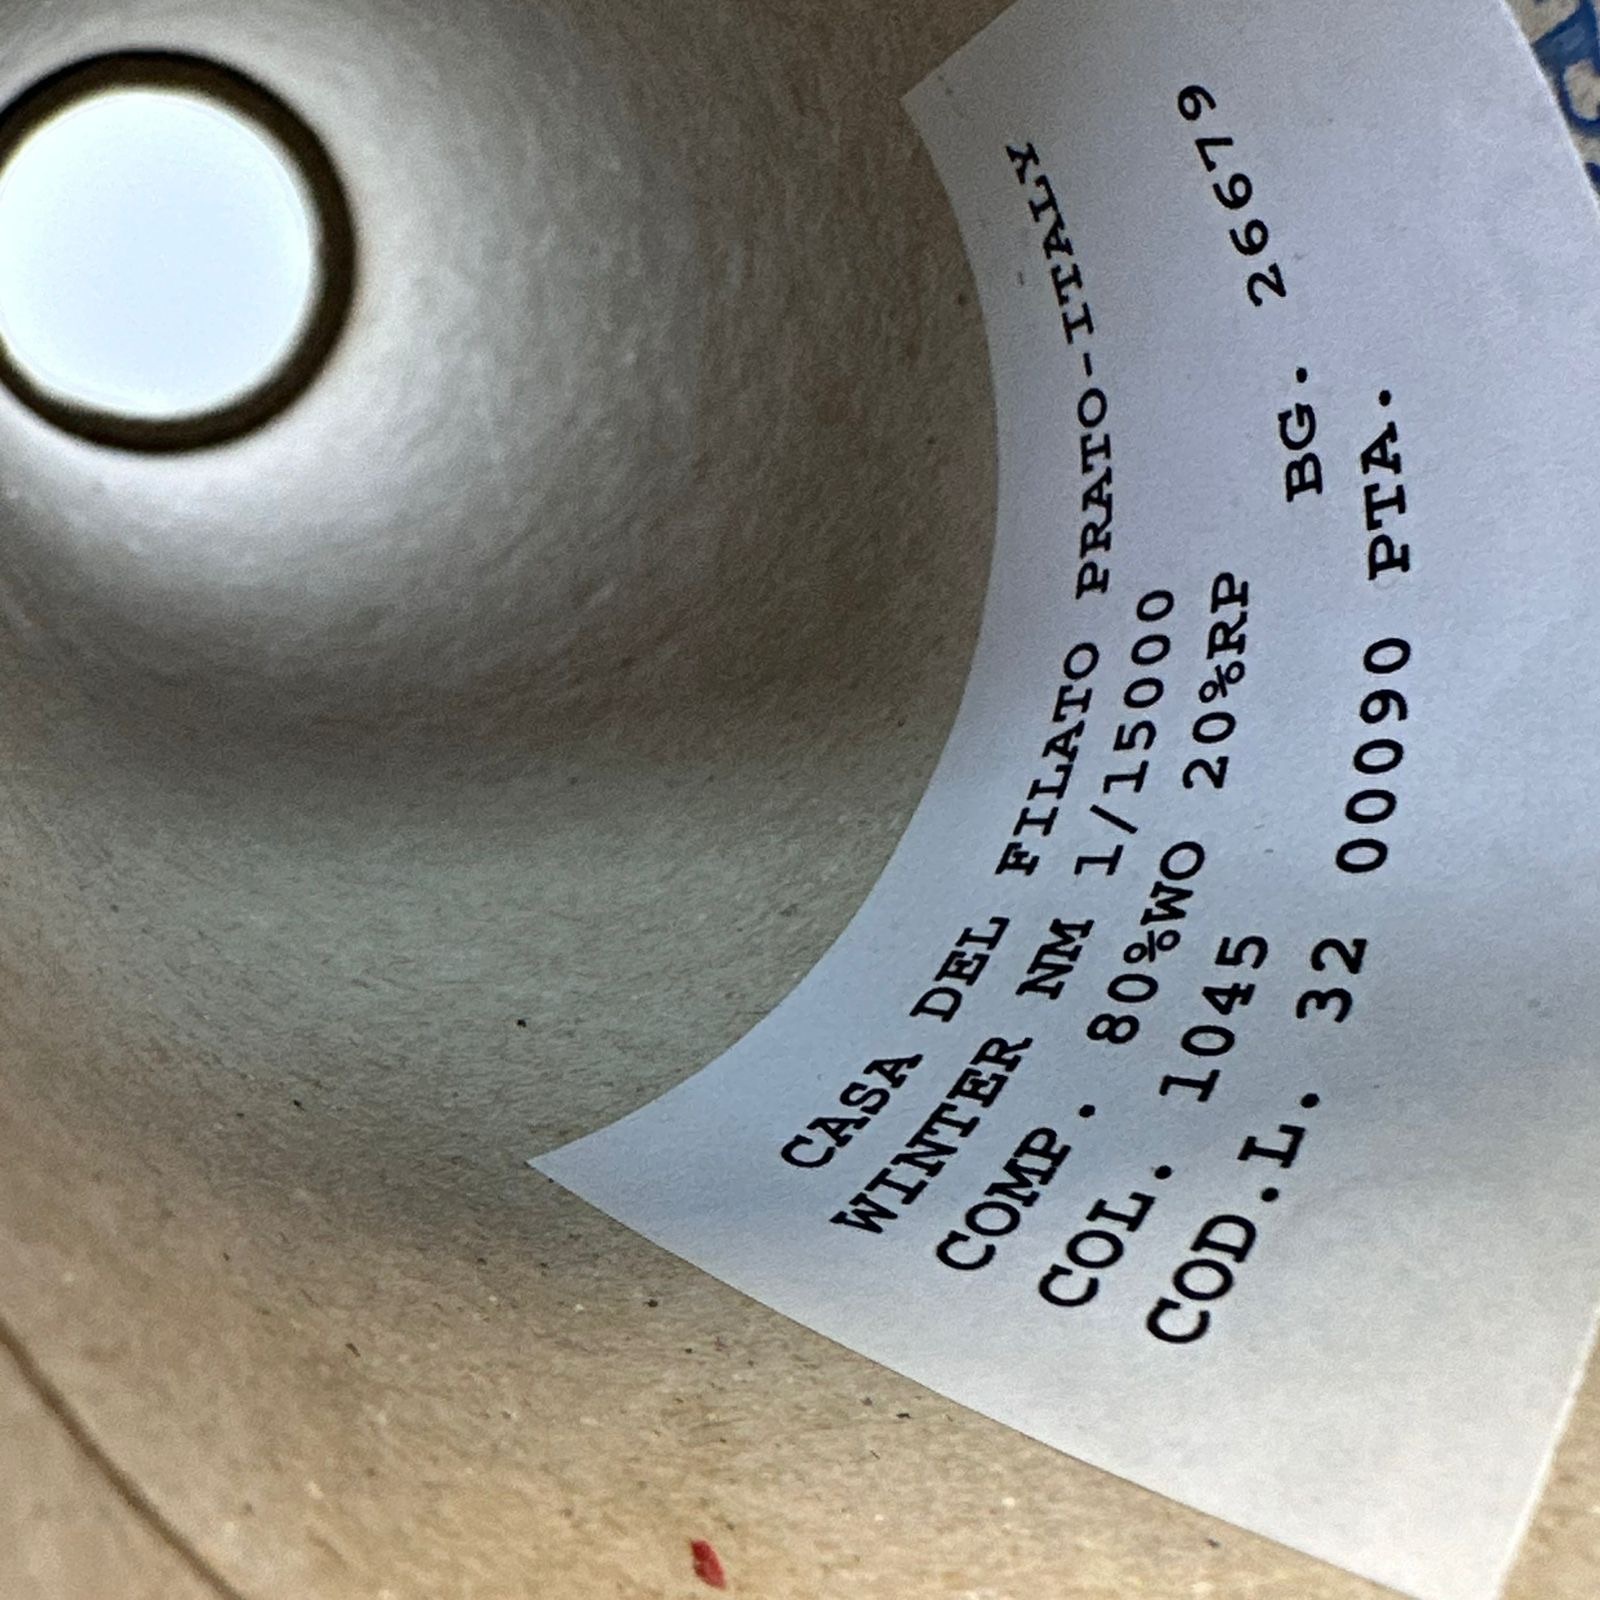 CASA DEL FILATO PRATO-ITALY
WINTER NM 1/15000
COMP. 80%WO 20%RP
COL. 1045 BG. 26679
COD.L. 32 00090 PTA.